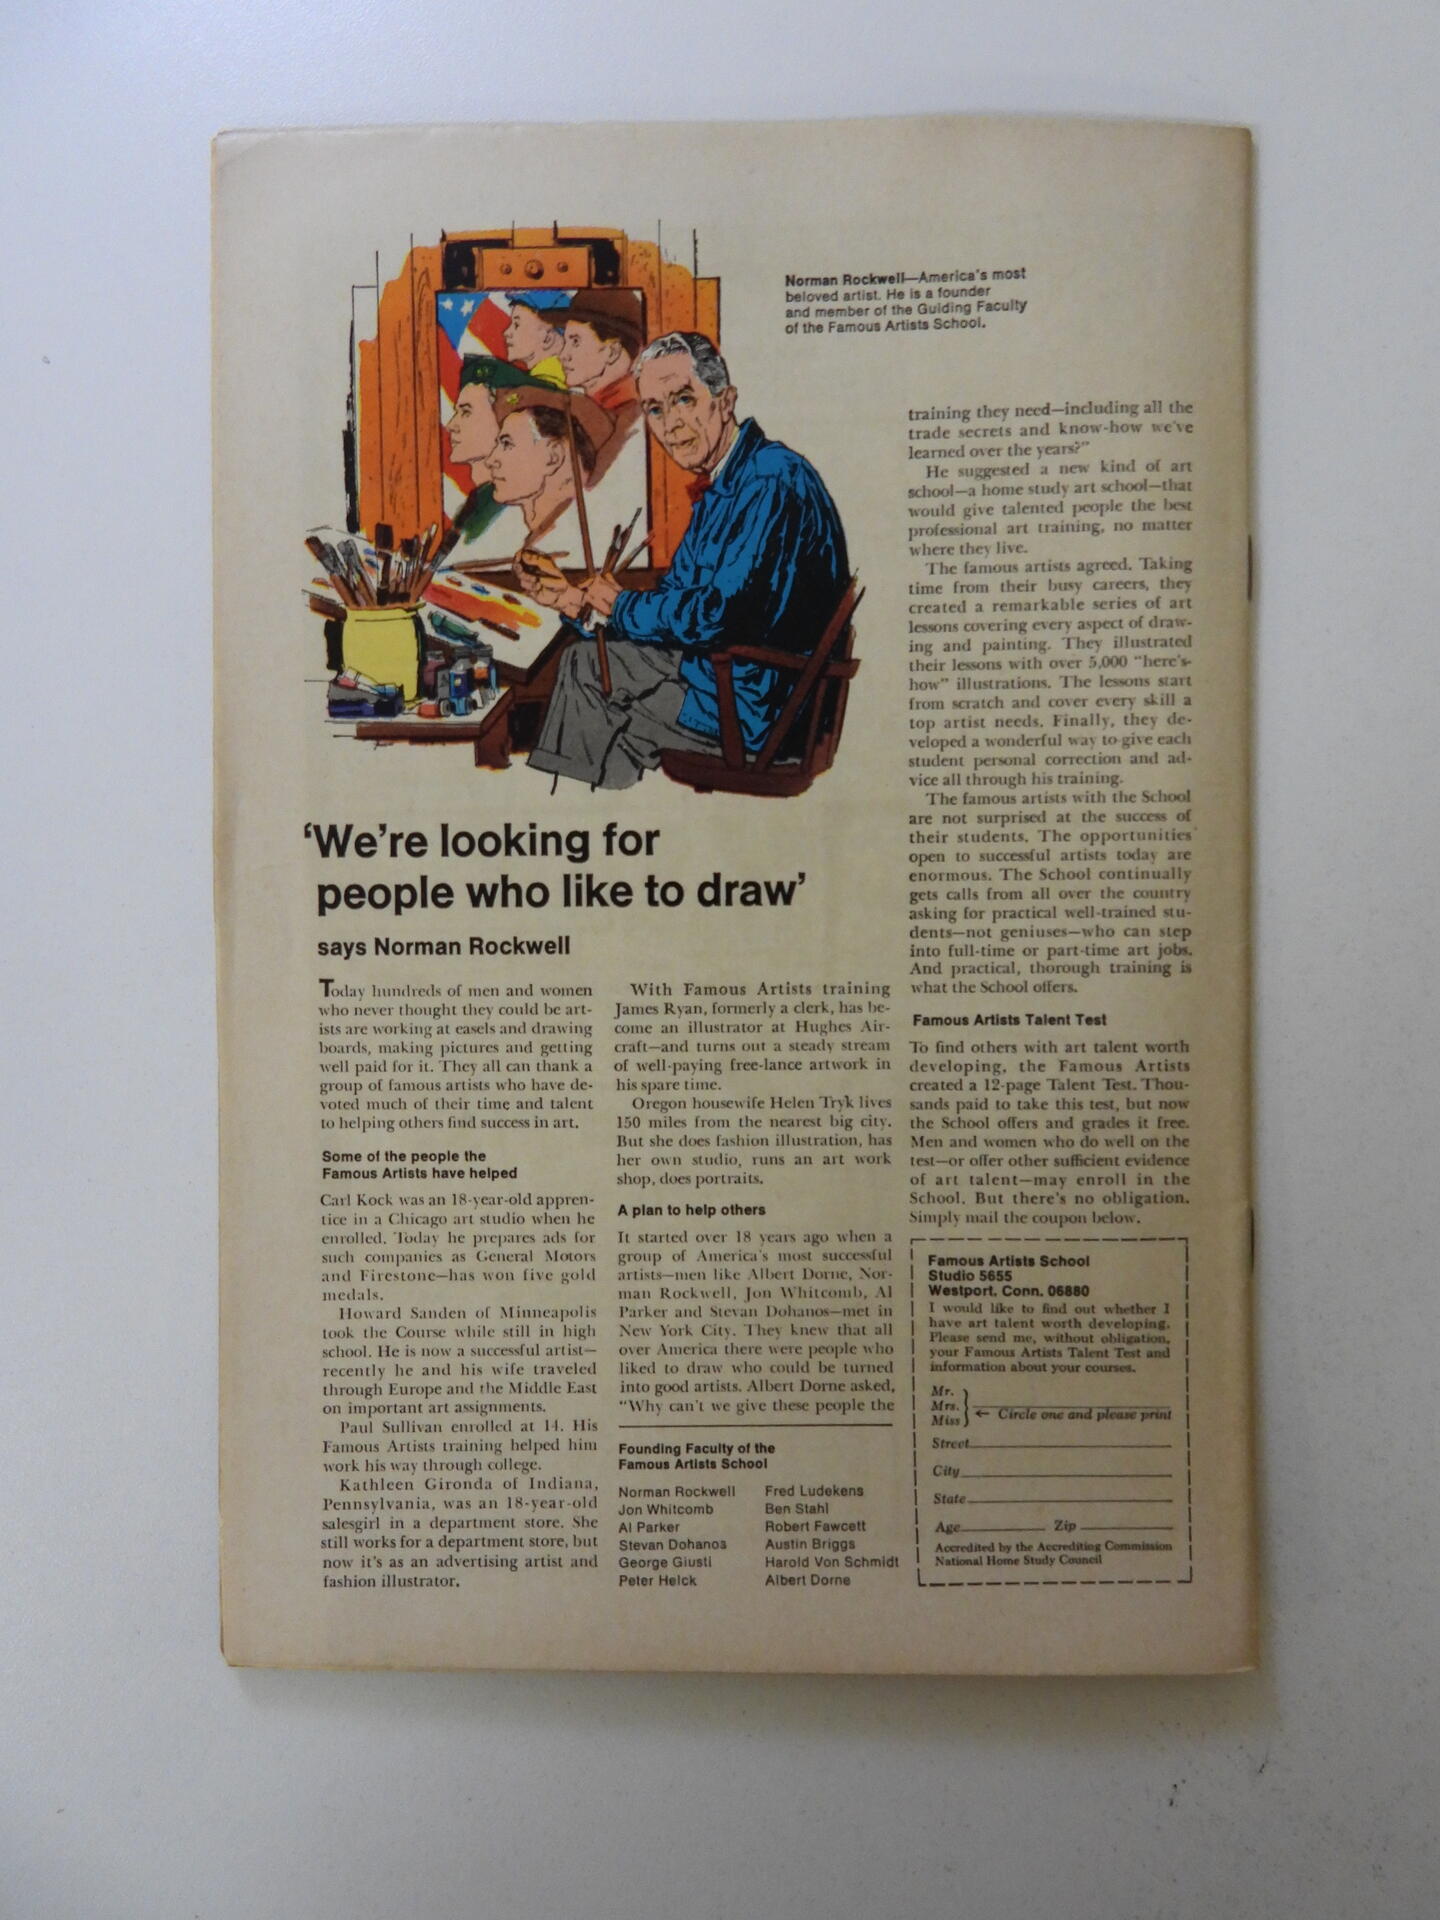 Norman Rockwell—America's most
beloved artist. He is a founder
and member of the Guiding Faculty
of the Famous Artists School.
'We're looking for
people who like to draw'
says Norman Rockwell
Today hundreds of men and women
who never thought they could be art-
ists are working at easels and drawing
boards, making pictures and getting
well paid for it. They all can thank a
group of famous artists who have de-
voted much of their time and talent
to helping others find success in art.
Some of the people the
Famous Artists have helped
Carl Kock was an 18-year-old appren-
tice in a Chicago art studio when he
enrolled. Today he prepares ads for
such companies as General Motors
and Firestone—has won five gold
medals.
Howard Sanden of Minneapolis
took the Course while still in high
school. He is now a successful artist—
recently he and his wife traveled
through Europe and the Middle East
on important art assignments.
Paul Sullivan enrolled at 14. His
Famous Artists training helped him
work his way through college.
Kathleen Gironda of Indiana,
Pennsylvania, was an 18-year-old
salesgirl in a department store. She
still works for a department store, but
now it's as an advertising artist and
fashion illustrator.
With Famous Artists training
James Ryan, formerly a clerk, has be-
come an illustrator at Hughes Air-
craft—and turns out a steady stream
of well-paying free-lance artwork in
his spare time.
Oregon housewife Helen Tryk lives
150 miles from the nearest big city.
But she does fashion illustration, has
her own studio, runs an art work
shop, does portraits.
A plan to help others
It started over 18 years ago when a
group of America's most successful
artists—men like Albert Dorne, Nor-
man Rockwell, Jon Whitcomb, Al
Parker and Stevan Dohanos—met in
New York City. They knew that all
over America there were people who
liked to draw who could be turned
into good artists. Albert Dorne asked,
"Why can't we give these people the
Founding Faculty of the
Famous Artists School
Norman Rockwell
Jon Whitcomb
Al Parker
Stevan Dohanos
George Giusti
Peter Helck
Fred Ludekens
Ben Stahl
Robert Fawcett
Austin Briggs
Harold Von Schmidt
Albert Dorne
training they need—including all the
trade secrets and know-how we've
learned over the years?"
He suggested a new kind of art
school—a home study art school—that
would give talented people the best
professional art training, no matter
where they live.
The famous artists agreed. Taking
time from their busy careers, they
created a remarkable series of art
lessons covering every aspect of draw-
ing and painting. They illustrated
their lessons with over 5,000 "here's-
how" illustrations. The lessons start
from scratch and cover every skill a
top artist needs. Finally, they de-
veloped a wonderful way to give each
student personal correction and ad-
vice all through his training.
The famous artists with the School
are not surprised at the success of
their students. The opportunities
open to successful artists today are
enormous. The School continually
gets calls from all over the country
asking for practical well-trained stu-
dents—not geniuses—who can step
into full-time or part-time art jobs.
And practical, thorough training is
what the School offers.
Famous Artists Talent Test
To find others with art talent worth
developing, the Famous Artists
created a 12-page Talent Test. Thou-
sands paid to take this test, but now
the School offers and grades it free.
Men and women who do well on the
test—or offer other sufficient evidence
of art talent—may enroll in the
School. But there's no obligation.
Simply mail the coupon below.
Famous Artists School
Studio 5655
Westport, Conn. 06880
I would like to find out whether I
have art talent worth developing.
Please send me, without obligation,
your Famous Artists Talent Test and
information about your courses.
Mr.
Mrs.
Miss
← Circle one and please print
Street
City
State
Age Zip
Accredited by the Accrediting Commission
National Home Study Council